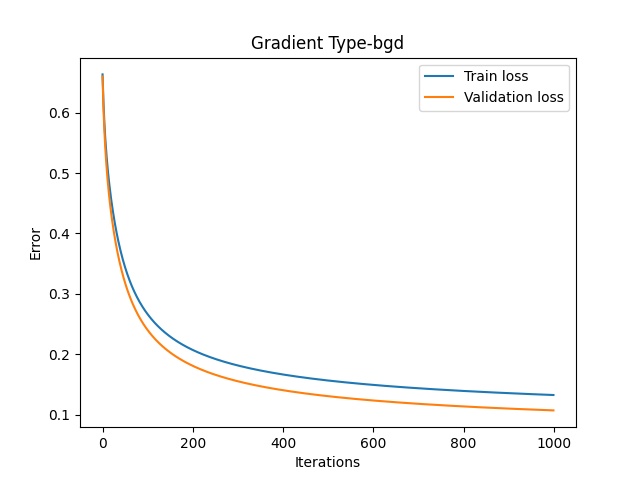 Gradient Type-bgd
Train loss
Validation loss
0.6
0.5
0.4
0.3
0.2
0.1
Error
0 200 400 600 800 1000
Iterations